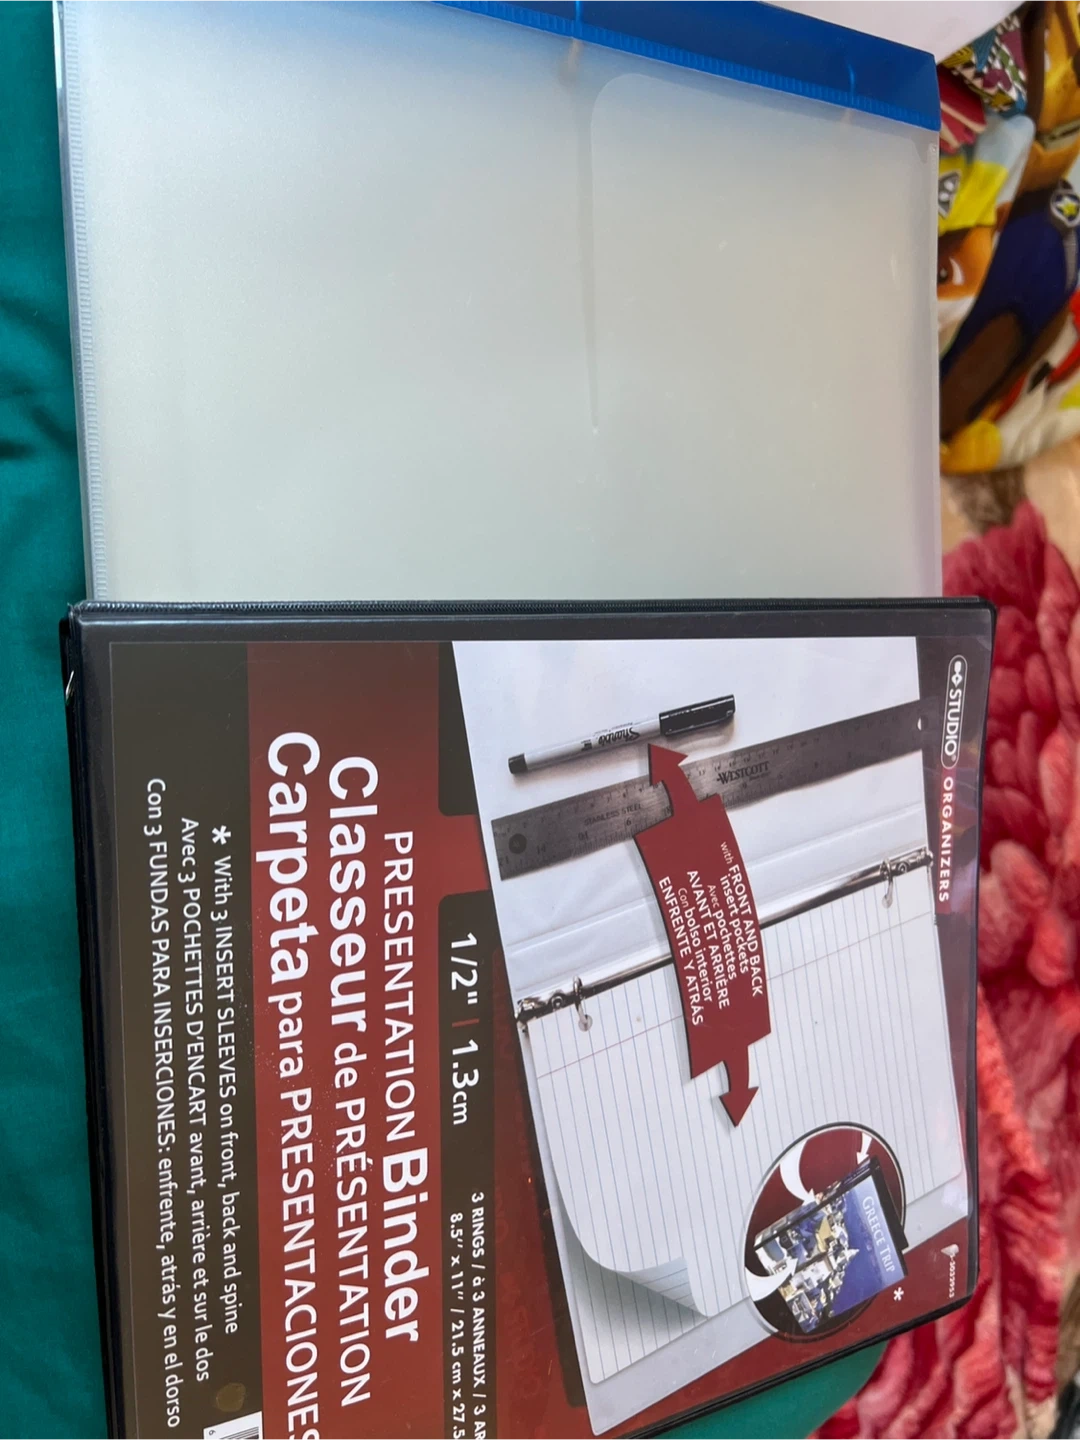 STUDIO® ORGANIZERS
S022953
Sharpie
WESTCOTT
STAINLESS STEEL
with FRONT AND BACK
insert pockets
Avec pochettes
AVANT ET ARRIÈRE
Con bolso interior
ENFRENTE Y ATRÁS
GREECE TRIP
*
1/2" | 1.3cm
3 RINGS / à 3 ANNEAUX / 3 AR
8.5" x 11" / 21.5 cm x 27.5
PRESENTATION Binder
Classeur de PRÉSENTATION
Carpeta para PRESENTACIONES
* With 3 INSERT SLEEVES on front, back and spine
Avec 3 POCHETTES D'ENCART avant, arrière et sur le dos
Con 3 FUNDAS PARA INSERCIONES: enfrente, atrás y en el dorso
6